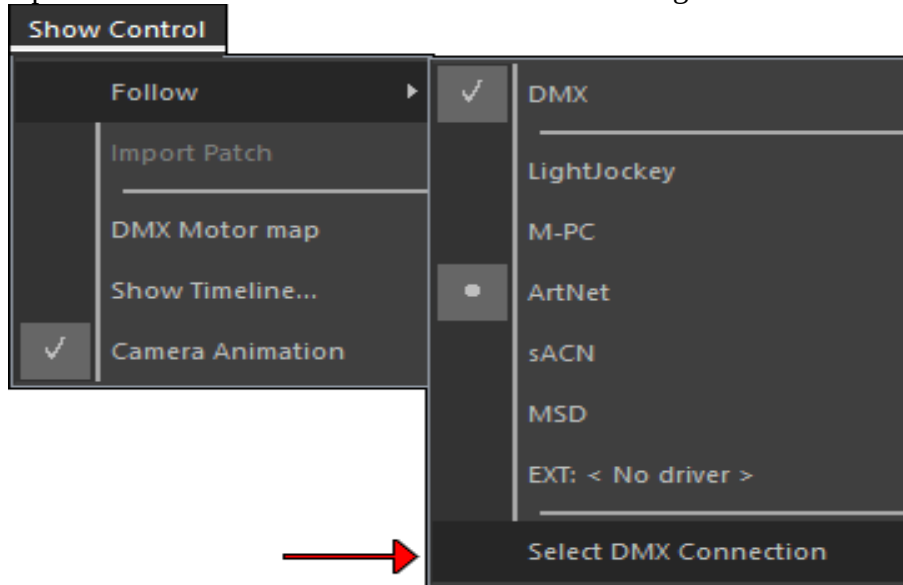 Show Control
Follow
Import Patch
DMX Motor map
Show Timeline...
Camera Animation
DMX
LightJockey
M-PC
ArtNet
sACN
MSD
EXT: < No driver >
Select DMX Connection